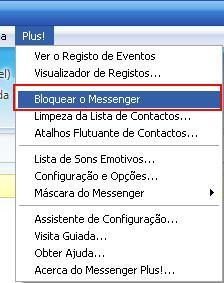 Plus!
Ver o Registo de Eventos
Visualizador de Registos...
Bloquear o Messenger
Limpeza da Lista de Contactos...
Atalhos Flutuante de Contactos...
Lista de Sons Emotivos...
Configuração e Opções...
Máscara do Messenger
Assistente de Configuração...
Visita Guiada...
Obter Ajuda...
Acerca do Messenger Plus!...